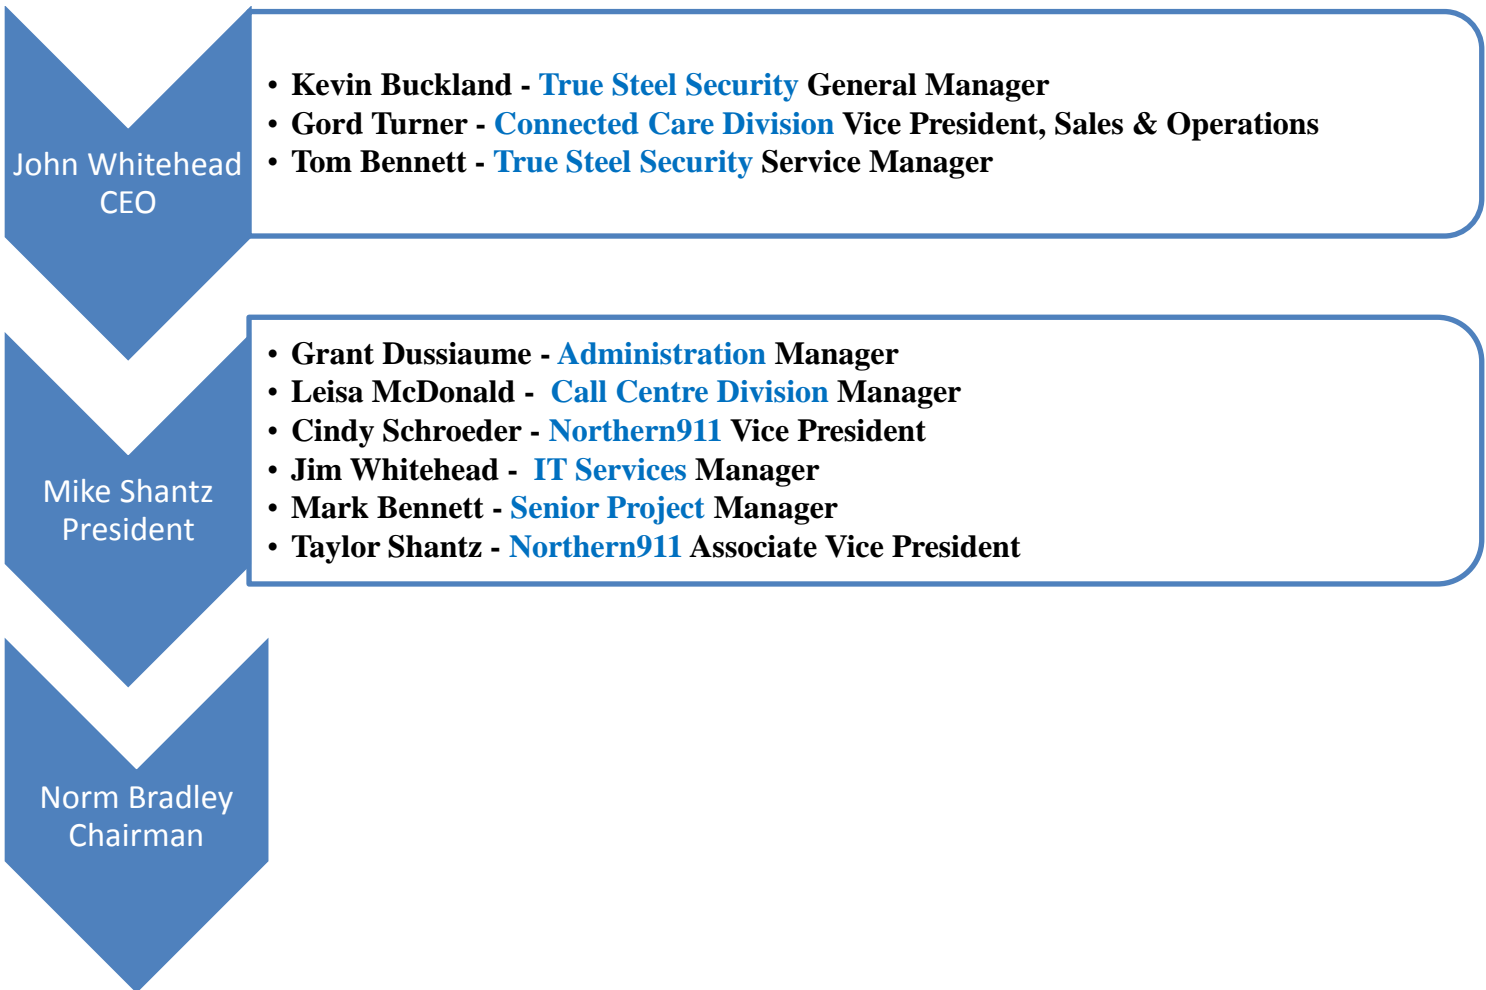 John Whitehead
CEO
• Kevin Buckland - True Steel Security General Manager
• Gord Turner - Connected Care Division Vice President, Sales & Operations
• Tom Bennett - True Steel Security Service Manager
Mike Shantz
President
• Grant Dussiaume - Administration Manager
• Leisa McDonald - Call Centre Division Manager
• Cindy Schroeder - Northern911 Vice President
• Jim Whitehead - IT Services Manager
• Mark Bennett - Senior Project Manager
• Taylor Shantz - Northern911 Associate Vice President
Norm Bradley
Chairman